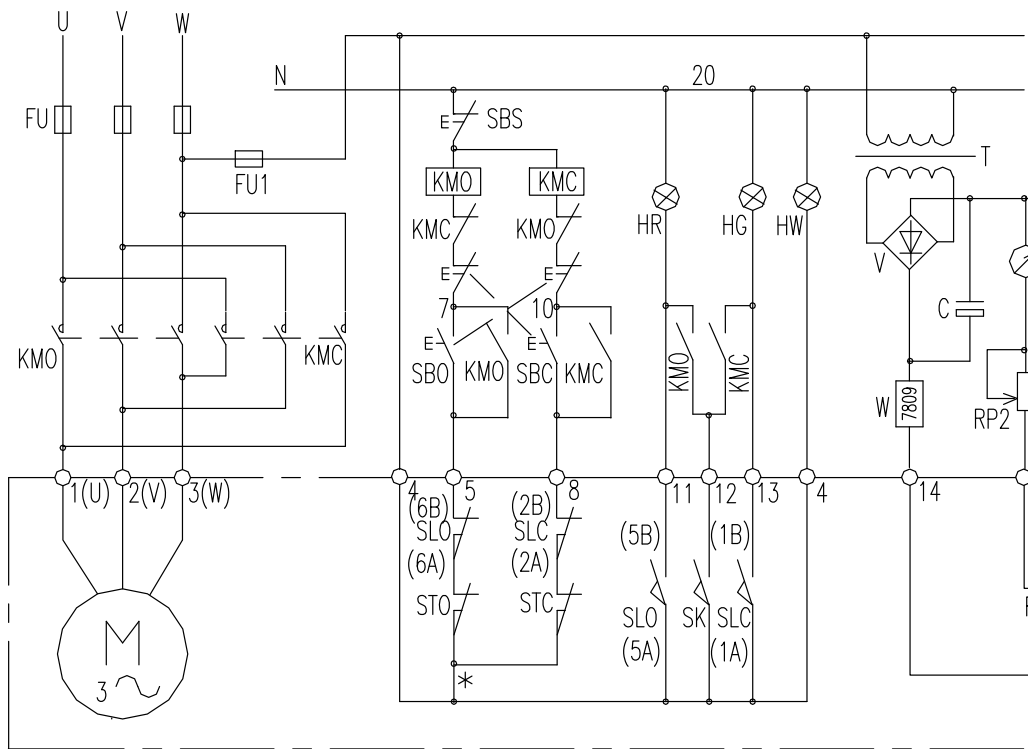 U V W
N 20
FU SBS
E
T
FU1
KMO KMC
KMC KMO HR HG HW
V
E E
7 10
C
KMO KMC E E
SBO KMO SBC KMC KMO KMC
W 7809 RP2
1(U) 2(V) 3(W) 4 5 8 11 12 13 4 14
(6B) (2B)
SLO SLC (5B) (1B)
(6A) (2A)
STO STC
SLO SK SLC
M (5A) (1A)
3 *